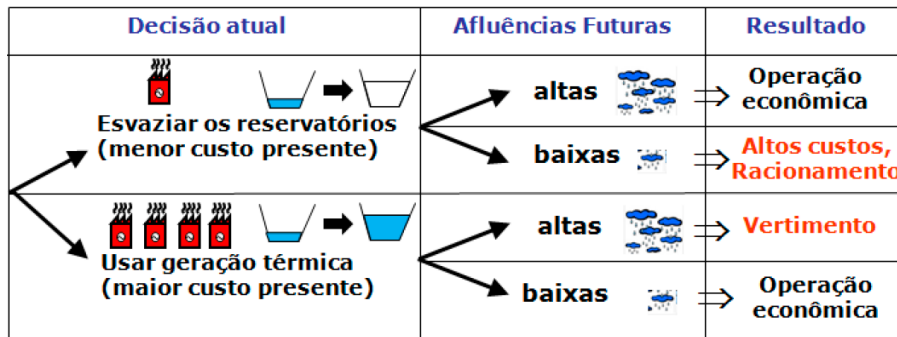 Decisão atual
Afluências Futuras
Resultado
Esvaziar os reservatórios
(menor custo presente)
altas
Operação
econômica
baixas
Altos custos,
Racionamento
Usar geração térmica
(maior custo presente)
altas
Vertimento
baixas
Operação
econômica